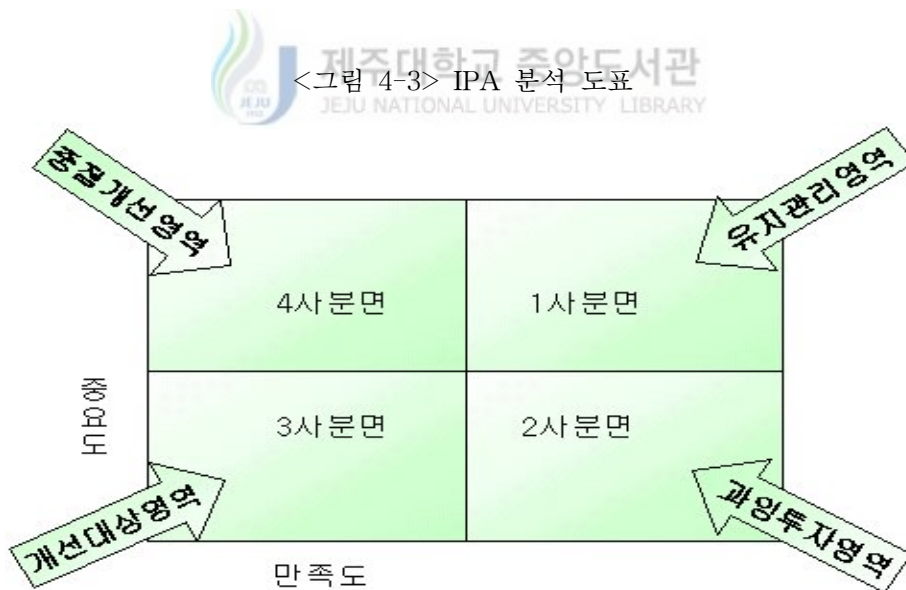 제주대학교 중앙도서관
<그림 4-3> IPA 분석 도표
JEJU NATIONAL UNIVERSITY LIBRARY
JEJU
1952
중점개선영역
유지관리영역
4사분면
1사분면
중요도
3사분면
2사분면
개선대상영역
과잉투자영역
만족도